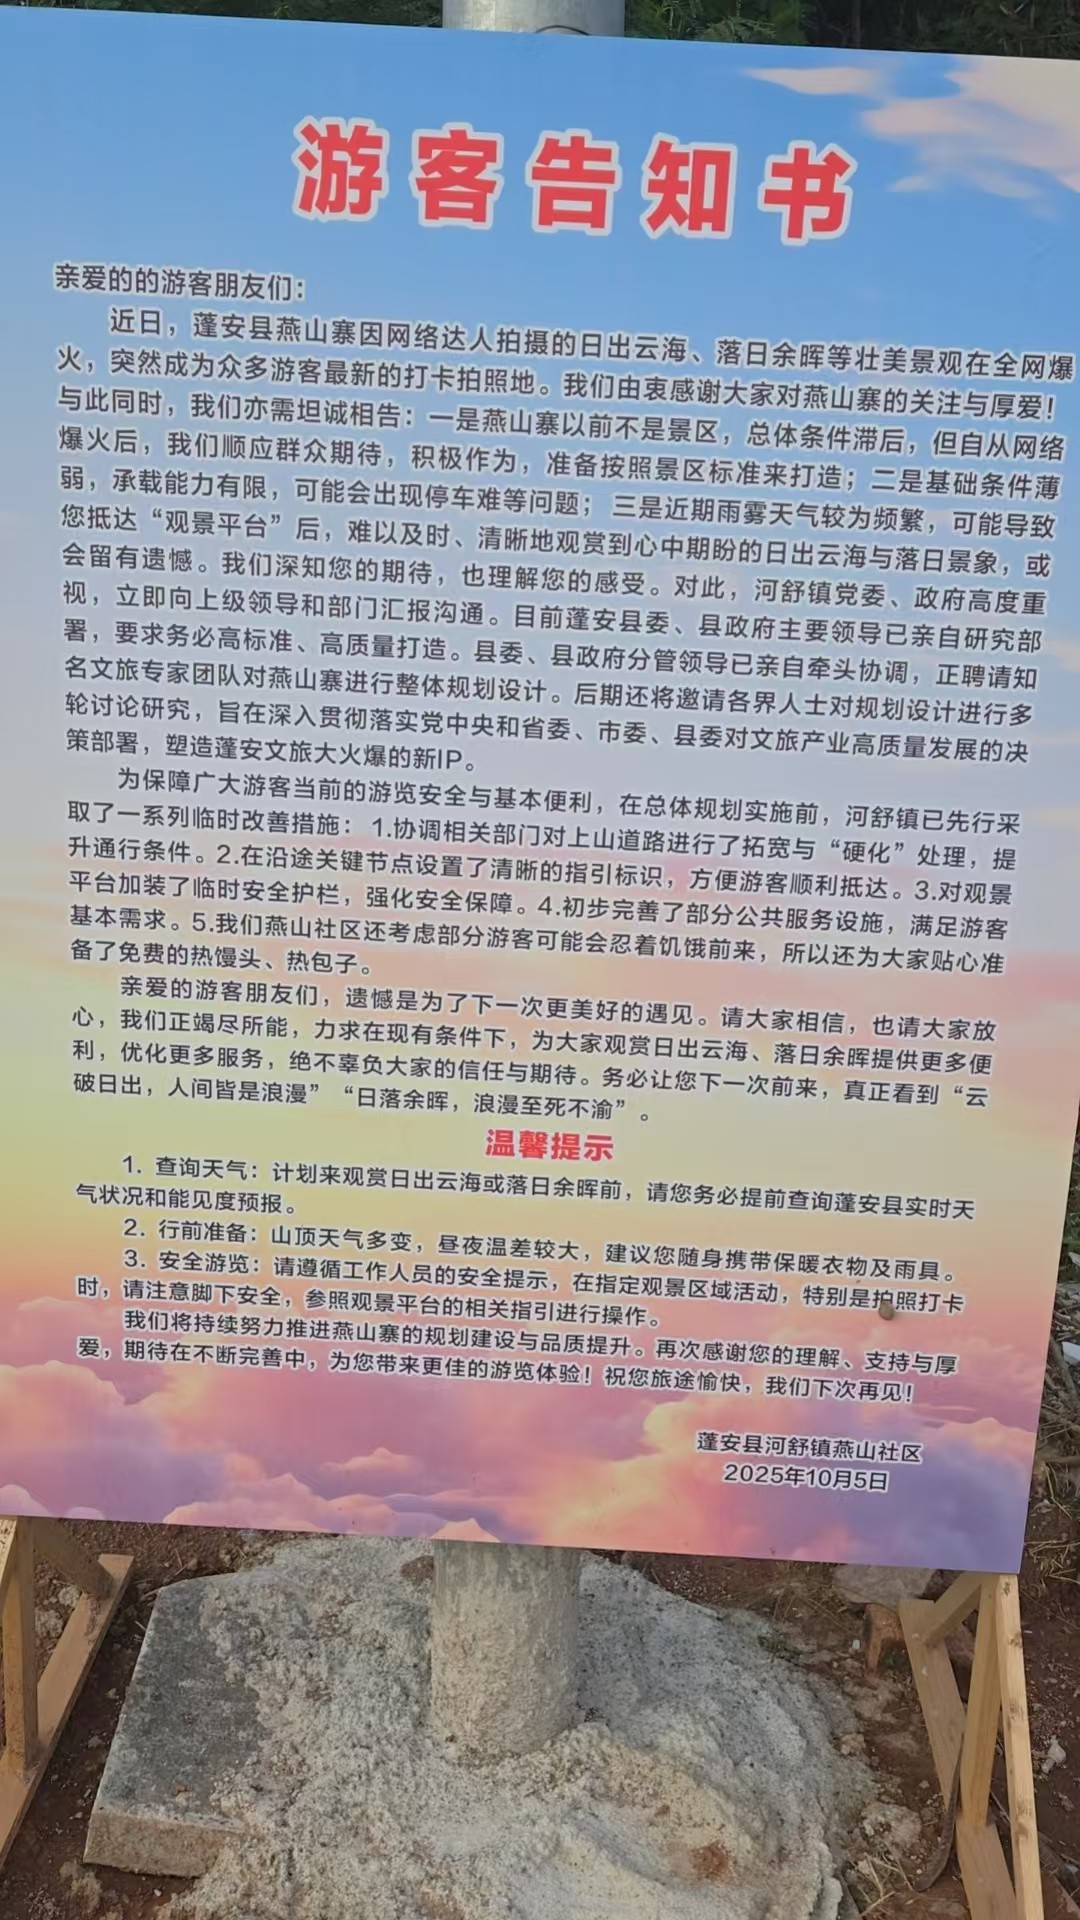 游客告知书
亲爱的的游客朋友们：
近日，蓬安县燕山寨因网络达人拍摄的日出云海、落日余晖等壮美景观在全网爆
火，突然成为众多游客最新的打卡拍照地。我们由衷感谢大家对燕山寨的关注与厚爱！
与此同时，我们亦需坦诚相告：一是燕山寨以前不是景区，总体条件滞后，但自从网络
爆火后，我们顺应群众期待，积极作为，准备按照景区标准来打造；二是基础条件薄
弱，承载能力有限，可能会出现停车难等问题；三是近期雨雾天气较为频繁，可能导致
您抵达“观景平台”后，难以及时、清晰地观赏到心中期盼的日出云海与落日景象，或
会留有遗憾。我们深知您的期待，也理解您的感受。对此，河舒镇党委、政府高度重
视，立即向上级领导和部门汇报沟通。目前蓬安县委、县政府主要领导已亲自研究部
署，要求务必高标准、高质量打造。县委、县政府分管领导已亲自牵头协调，正聘请知
名文旅专家团队对燕山寨进行整体规划设计。后期还将邀请各界人士对规划设计进行多
轮讨论研究，旨在深入贯彻落实党中央和省委、市委、县委对文旅产业高质量发展的决
策部署，塑造蓬安文旅大火爆的新IP。
为保障广大游客当前的游览安全与基本便利，在总体规划实施前，河舒镇已先行采
取了一系列临时改善措施：1.协调相关部门对上山道路进行了拓宽与“硬化”处理，提
升通行条件。2.在沿途关键节点设置了清晰的指引标识，方便游客顺利抵达。3.对观景
平台加装了临时安全护栏，强化安全保障。4.初步完善了部分公共服务设施，满足游客
基本需求。5.我们燕山社区还考虑部分游客可能会忍着饥饿前来，所以还为大家贴心准
备了免费的热馒头、热包子。
亲爱的游客朋友们，遗憾是为了下一次更美好的遇见。请大家相信，也请大家放
心，我们正竭尽所能，力求在现有条件下，为大家观赏日出云海、落日余晖提供更多便
利，优化更多服务，绝不辜负大家的信任与期待。务必让您下一次前来，真正看到“云
破日出，人间皆是浪漫”“日落余晖，浪漫至死不渝”。
温馨提示
1. 查询天气：计划来观赏日出云海或落日余晖前，请您务必提前查询蓬安县实时天
气状况和能见度预报。
2. 行前准备：山顶天气多变，昼夜温差较大，建议您随身携带保暖衣物及雨具。
3. 安全游览：请遵循工作人员的安全提示，在指定观景区域活动，特别是拍照打卡
时，请注意脚下安全，参照观景平台的相关指引进行操作。
我们将持续努力推进燕山寨的规划建设与品质提升。再次感谢您的理解、支持与厚
爱，期待在不断完善中，为您带来更佳的游览体验！祝您旅途愉快，我们下次再见！
蓬安县河舒镇燕山社区
2025年10月5日